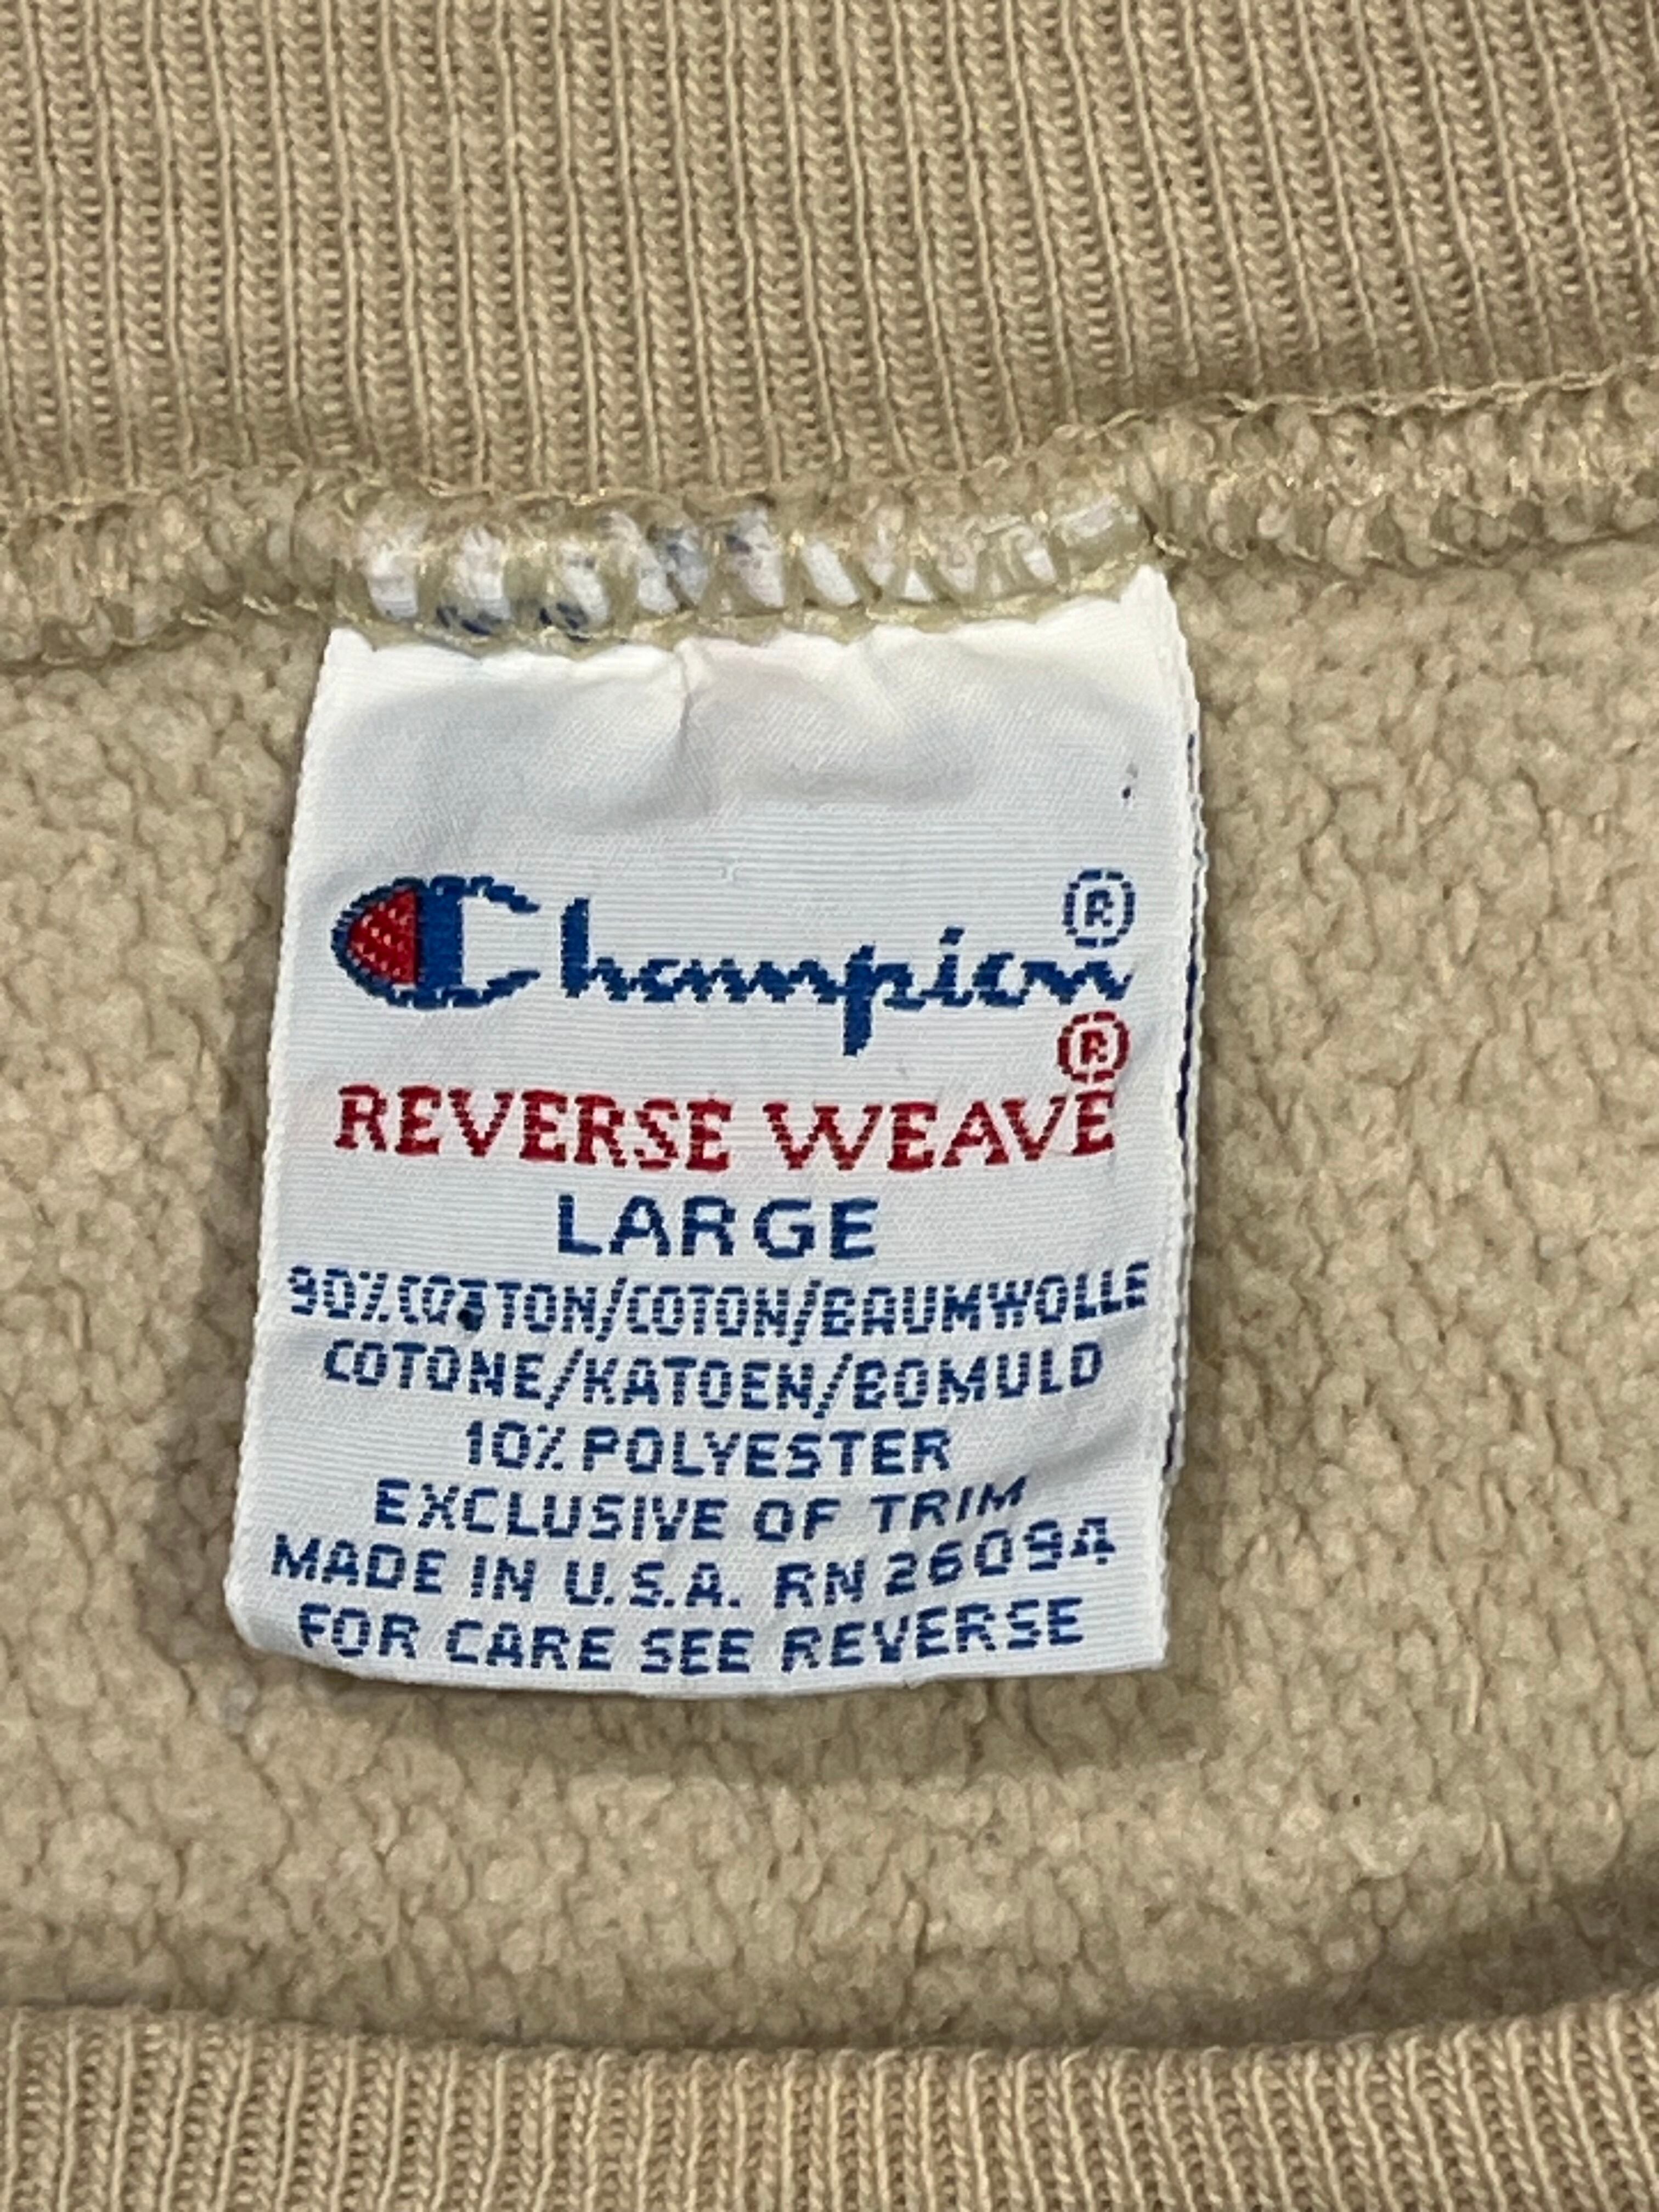 Champion®
REVERSE WEAVE®
LARGE
90% COTTON/COTON/BAUMWOLLE
COTONE/KATOEN/BOMULD
10% POLYESTER
EXCLUSIVE OF TRIM
MADE IN U.S.A. RN 26094
FOR CARE SEE REVERSE